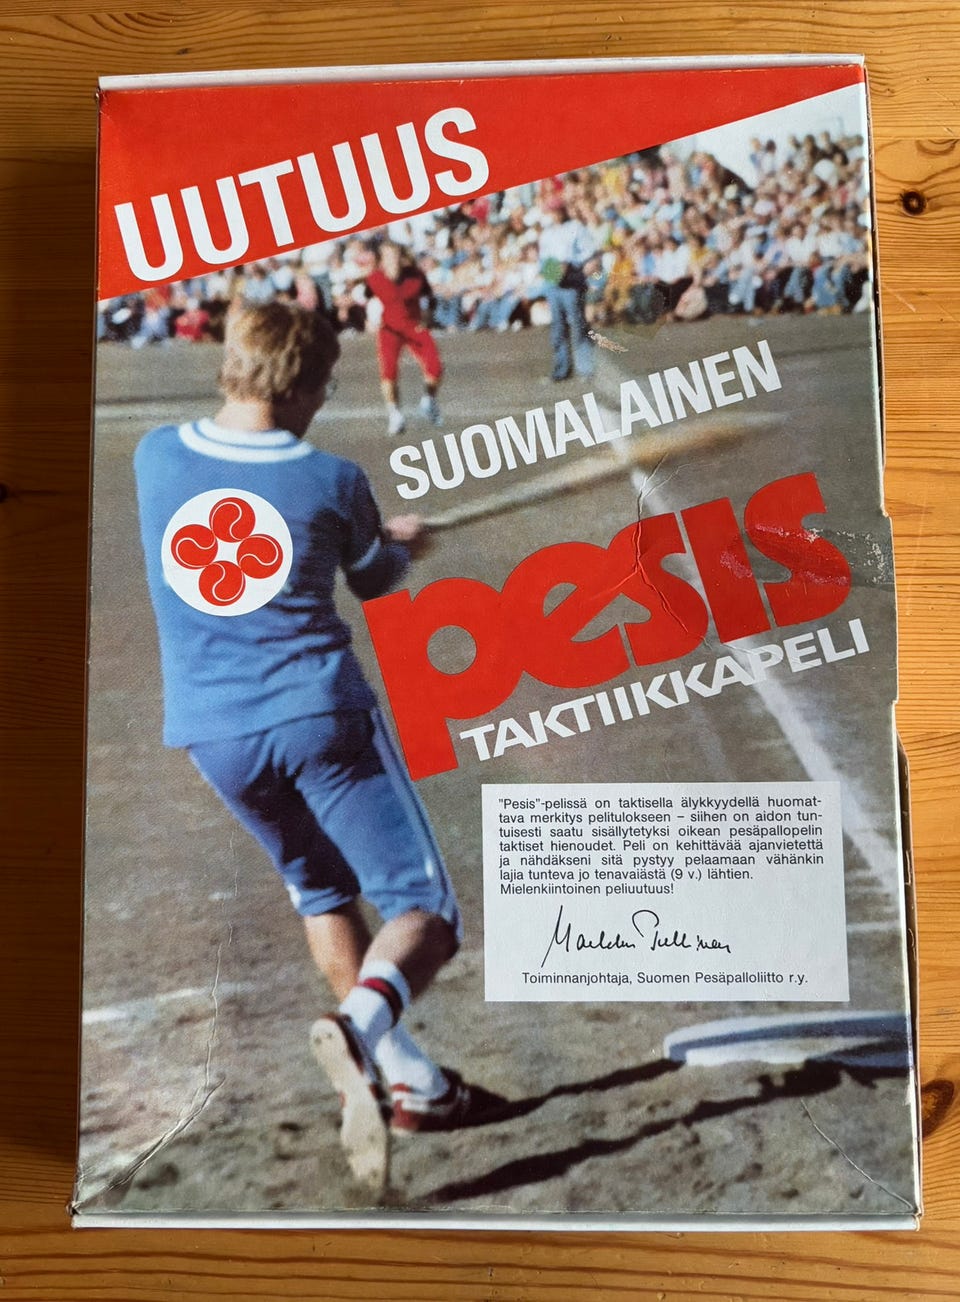 UUTUUS
SUOMALAINEN
pesis
TAKTIIKKAPELI
"Pesis"-pelissä on taktisella älykkyydellä huomat-
tava merkitys pelitulokseen – siihen on aidon tun-
tuisesti saatu sisällytetyksi oikean pesäpallopelin
taktiset hienoudet. Peli on kehittävää ajanvietettä
ja nähdäkseni sitä pystyy pelaamaan vähänkin
lajia tunteva jo tenavaiästä (9 v.) lähtien.
Mielenkiintoinen peliuutuus!
Markku Pullinen
Toiminnanjohtaja, Suomen Pesäpalloliitto r.y.